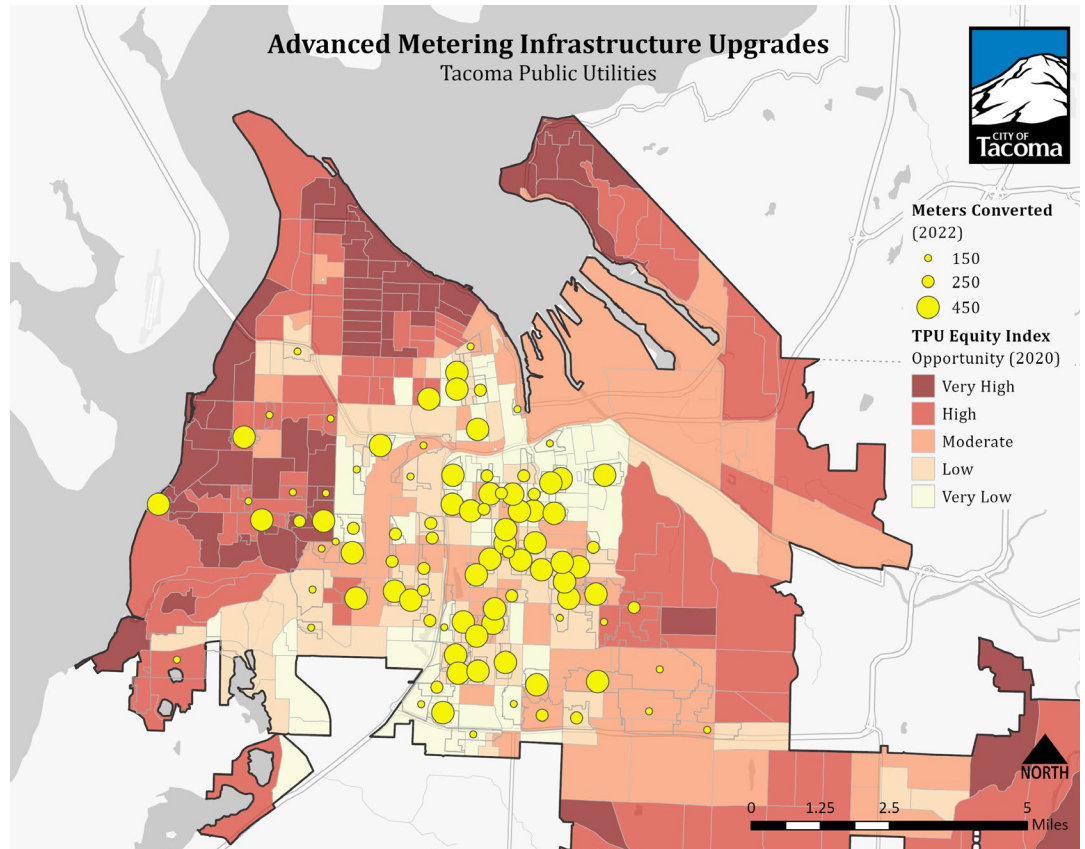 Advanced Metering Infrastructure Upgrades
Tacoma Public Utilities
CITY OF
Tacoma
Meters Converted
(2022)
150
250
450
TPU Equity Index
Opportunity (2020)
Very High
High
Moderate
Low
Very Low
NORTH
0 1.25 2.5 5
Miles